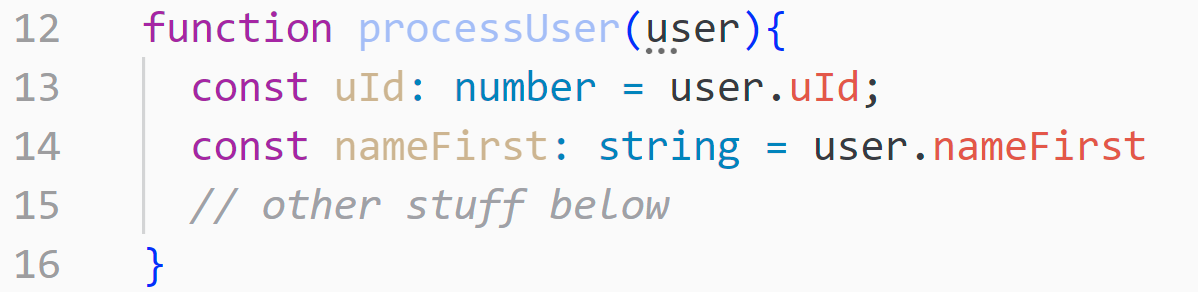 12 function processUser(user){
13 const uId: number = user.uId;
14 const nameFirst: string = user.nameFirst
15 // other stuff below
16 }